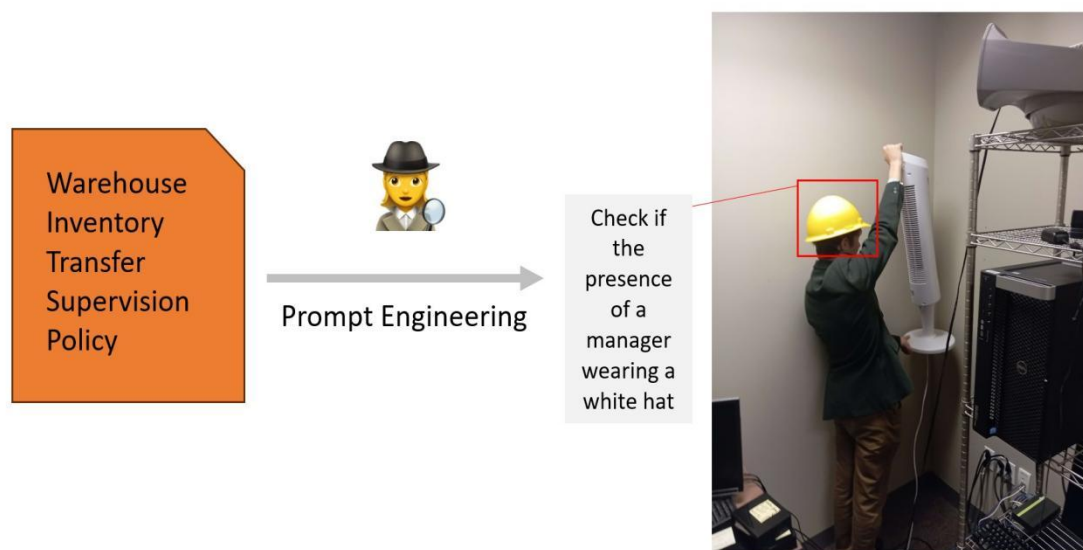 Warehouse
Inventory
Transfer
Supervision
Policy
Prompt Engineering
Check if
the
presence
of a
manager
wearing a
white hat